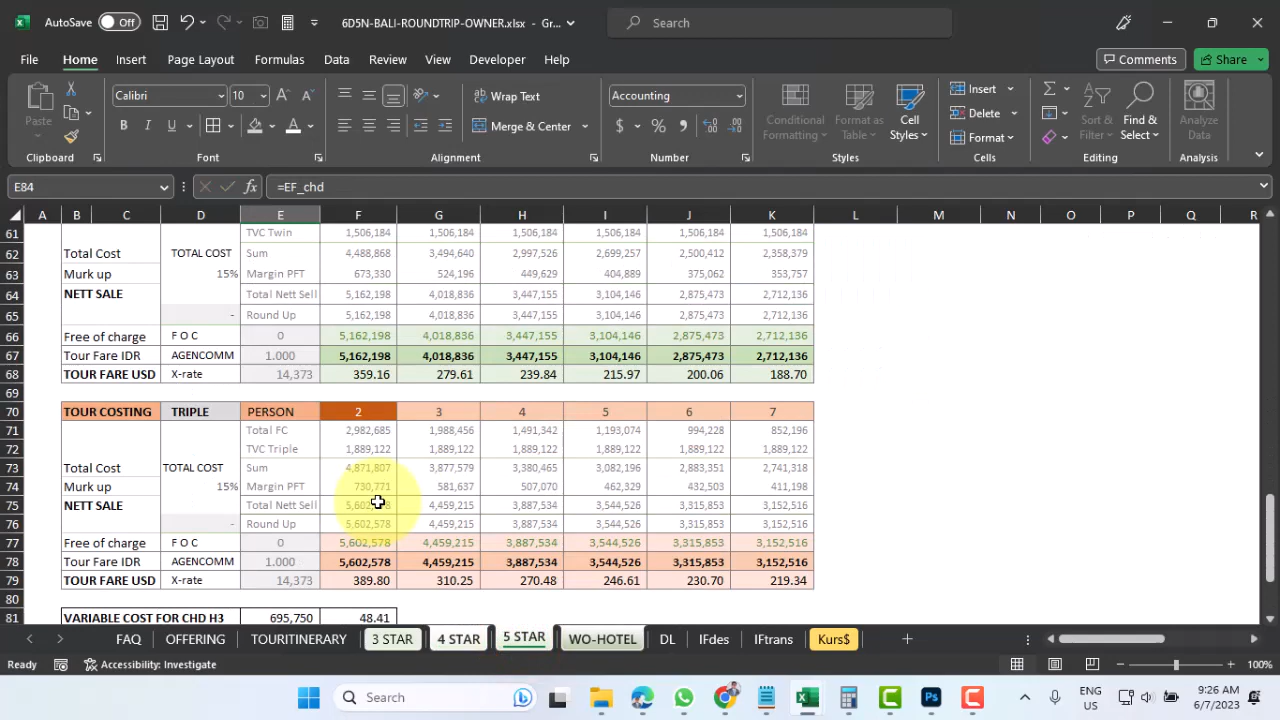 AutoSave Off 6D5N-BALI-ROUNDTRIP-OWNER.xlsx - Gr... Search
File Home Insert Page Layout Formulas Data Review View Developer Help Comments Share
Paste Calibri 10 Wrap Text Accounting Conditional Formatting Format as Table Cell Styles Insert Sort & Filter Find & Select Analyze Data
B I U A Merge & Center $ % Delete
Format
Clipboard Font Alignment Number Styles Cells Editing Analysis
E84 fx =EF_chd
A B C D E F G H I J K L M N O P Q R
61 TVC Twin 1,506,184 1,506,184 1,506,184 1,506,184 1,506,184 1,506,184
62 Total Cost TOTAL COST Sum 4,488,868 3,494,640 2,997,526 2,699,257 2,500,412 2,358,379
63 Murk up 15% Margin PFT 673,330 524,196 449,629 404,889 375,062 353,757
64 NETT SALE Total Nett Sell 5,162,198 4,018,836 3,447,155 3,104,146 2,875,473 2,712,136
65 - Round Up 5,162,198 4,018,836 3,447,155 3,104,146 2,875,473 2,712,136
66 Free of charge F O C 0 5,162,198 4,018,836 3,447,155 3,104,146 2,875,473 2,712,136
67 Tour Fare IDR AGENCOMM 1.000 5,162,198 4,018,836 3,447,155 3,104,146 2,875,473 2,712,136
68 TOUR FARE USD X-rate 14,373 359.16 279.61 239.84 215.97 200.06 188.70
69
70 TOUR COSTING TRIPLE PERSON 2 3 4 5 6 7
71 Total FC 2,982,685 1,988,456 1,491,342 1,193,074 994,228 852,196
72 TVC Triple 1,889,122 1,889,122 1,889,122 1,889,122 1,889,122 1,889,122
73 Total Cost TOTAL COST Sum 4,871,807 3,877,579 3,380,465 3,082,196 2,883,351 2,741,318
74 Murk up 15% Margin PFT 730,771 581,637 507,070 462,329 432,503 411,198
75 NETT SALE Total Nett Sell 5,602,578 4,459,215 3,887,534 3,544,526 3,315,853 3,152,516
76 - Round Up 5,602,578 4,459,215 3,887,534 3,544,526 3,315,853 3,152,516
77 Free of charge F O C 0 5,602,578 4,459,215 3,887,534 3,544,526 3,315,853 3,152,516
78 Tour Fare IDR AGENCOMM 1.000 5,602,578 4,459,215 3,887,534 3,544,526 3,315,853 3,152,516
79 TOUR FARE USD X-rate 14,373 389.80 310.25 270.48 246.61 230.70 219.34
80
81 VARIABLE COST FOR CHD H3 695,750 48.41
FAQ OFFERING TOURITINERARY 3 STAR 4 STAR 5 STAR WO-HOTEL DL IFdes IFtrans Kurs$
Ready Accessibility: Investigate 100%
Search ENG US 9:26 AM 6/7/2023